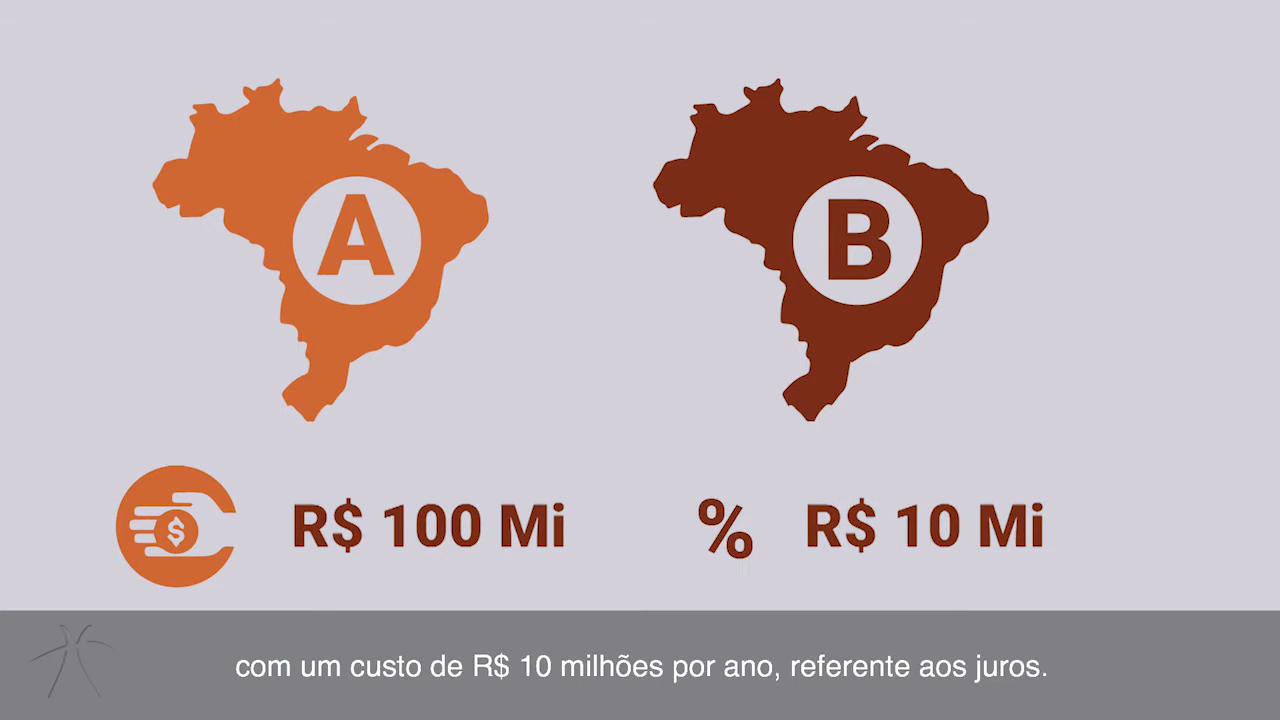 A
B
R$ 100 Mi
% R$ 10 Mi
com um custo de R$ 10 milhões por ano, referente aos juros.